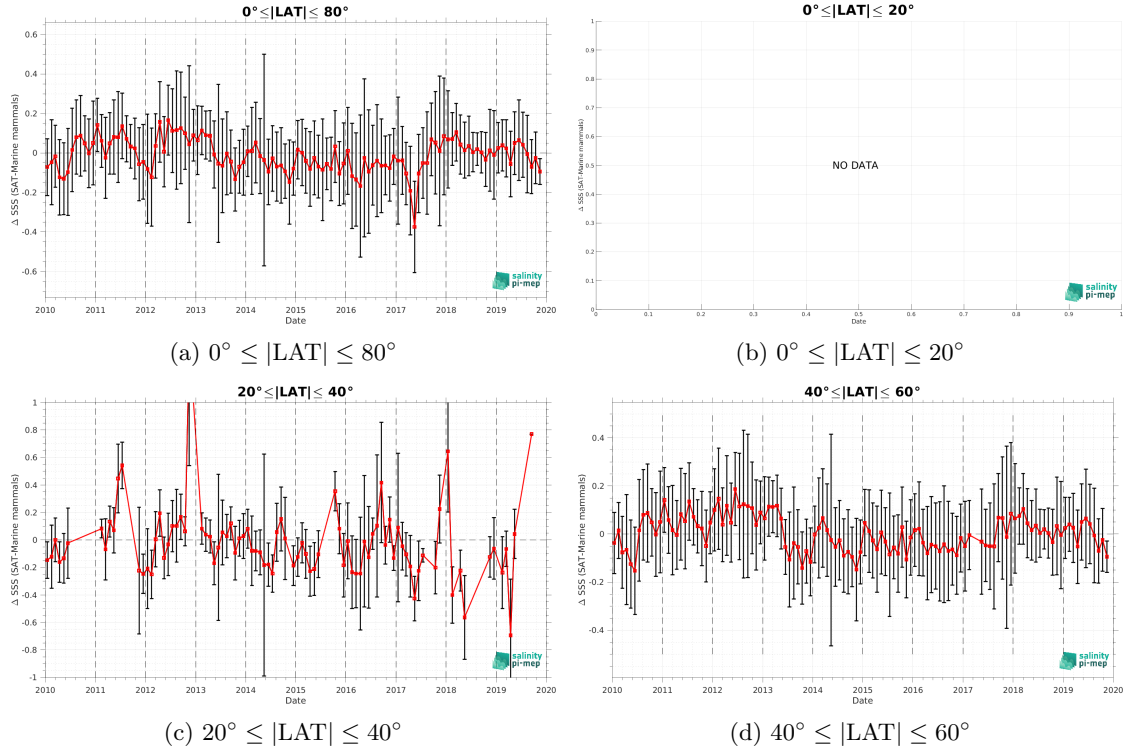 0°≤|LAT|≤ 80°
0.6
0.4
0.2
0
-0.2
-0.4
-0.6
Δ SSS (SAT-Marine mammals)
2010 2011 2012 2013 2014 2015 2016 2017 2018 2019 2020
Date
salinity
pi-mep
(a) 0° ≤ |LAT| ≤ 80°
0°≤|LAT|≤ 20°
1
0.9
0.8
0.7
0.6
0.5
0.4
0.3
0.2
0.1
0
Δ SSS (SAT-Marine mammals)
NO DATA
0 0.1 0.2 0.3 0.4 0.5 0.6 0.7 0.8 0.9 1
Date
salinity
pi-mep
(b) 0° ≤ |LAT| ≤ 20°
20°≤|LAT|≤ 40°
1
0.8
0.6
0.4
0.2
0
-0.2
-0.4
-0.6
-0.8
-1
Δ SSS (SAT-Marine mammals)
2010 2011 2012 2013 2014 2015 2016 2017 2018 2019 2020
Date
salinity
pi-mep
(c) 20° ≤ |LAT| ≤ 40°
40°≤|LAT|≤ 60°
0.4
0.2
0
-0.2
-0.4
Δ SSS (SAT-Marine mammals)
2010 2011 2012 2013 2014 2015 2016 2017 2018 2019 2020
Date
salinity
pi-mep
(d) 40° ≤ |LAT| ≤ 60°